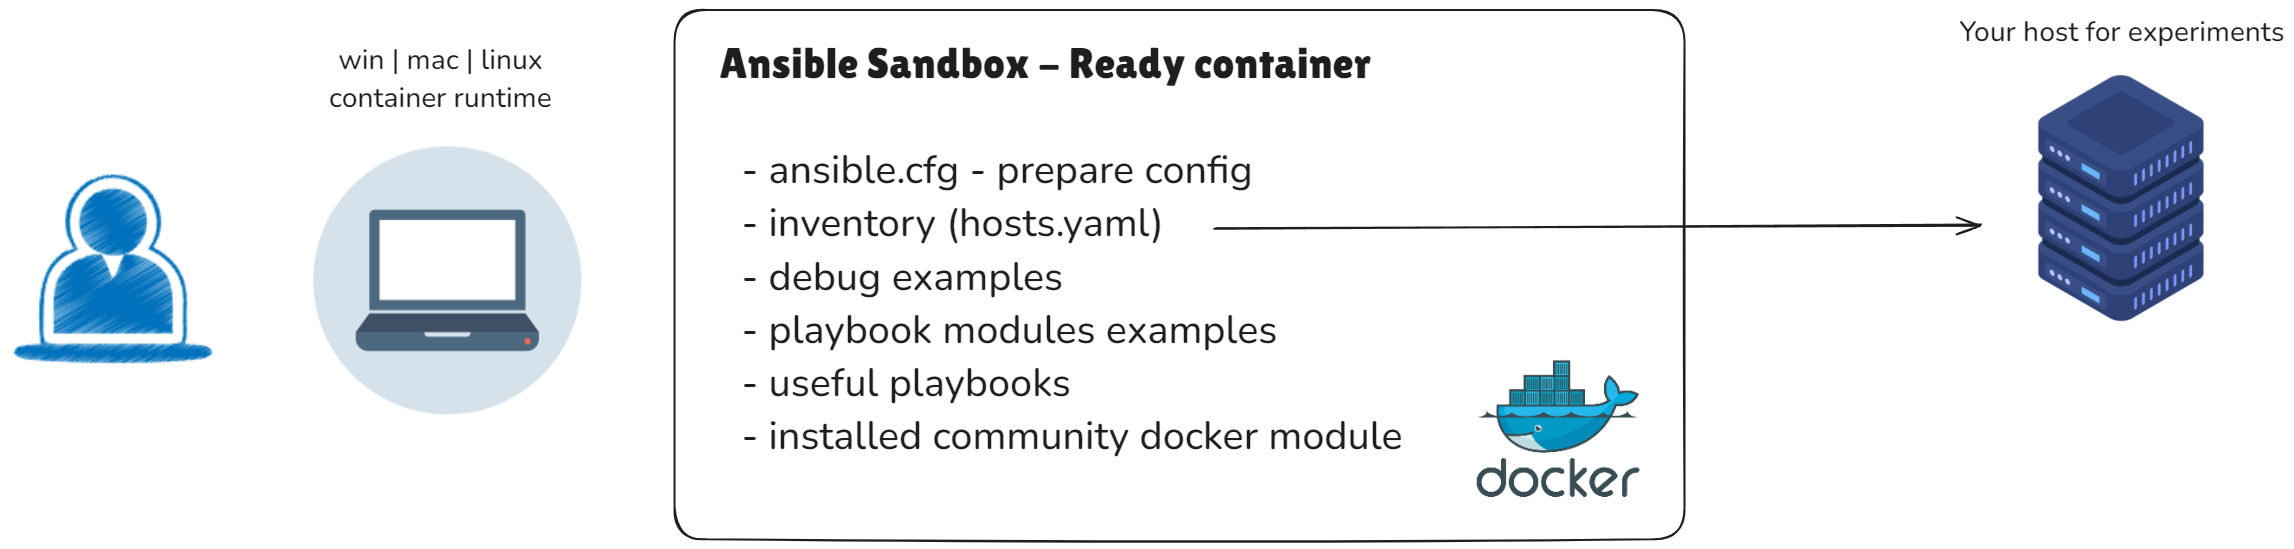 win | mac | linux
container runtime
Ansible Sandbox – Ready container
- ansible.cfg - prepare config
- inventory (hosts.yaml)
- debug examples
- playbook modules examples
- useful playbooks
- installed community docker module
docker
Your host for experiments